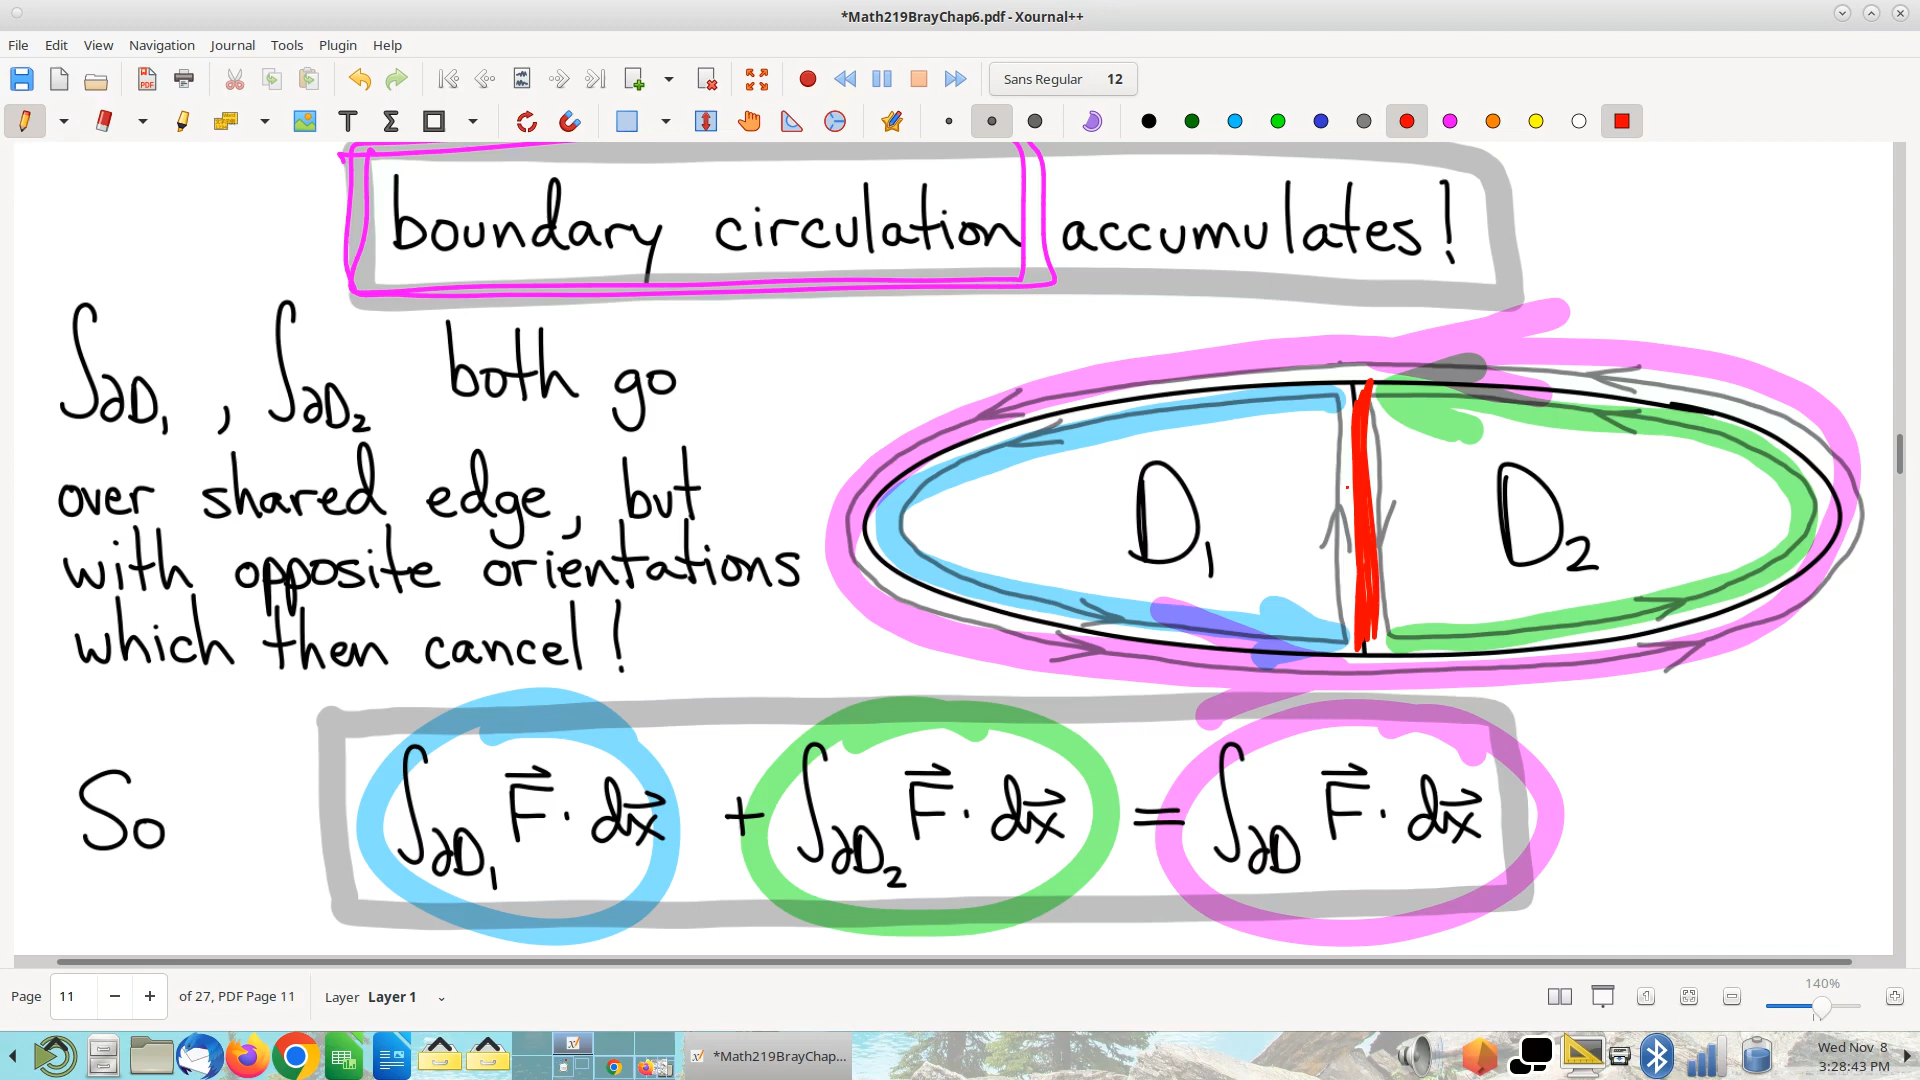 *Math219BrayChap6.pdf - Xournal++
File Edit View Navigation Journal Tools Plugin Help
Sans Regular 12
boundary circulation accumulates!
∫∂D₁ , ∫∂D₂ both go
over shared edge, but
with opposite orientations
which then cancel!
D₁ D₂
So ∫∂D₁ F⃗ · dx⃗ + ∫∂D₂ F⃗ · dx⃗ = ∫∂D F⃗ · dx⃗
Page 11 of 27, PDF Page 11 Layer Layer 1 140%
*Math219BrayChap... Wed Nov 8
3:28:43 PM